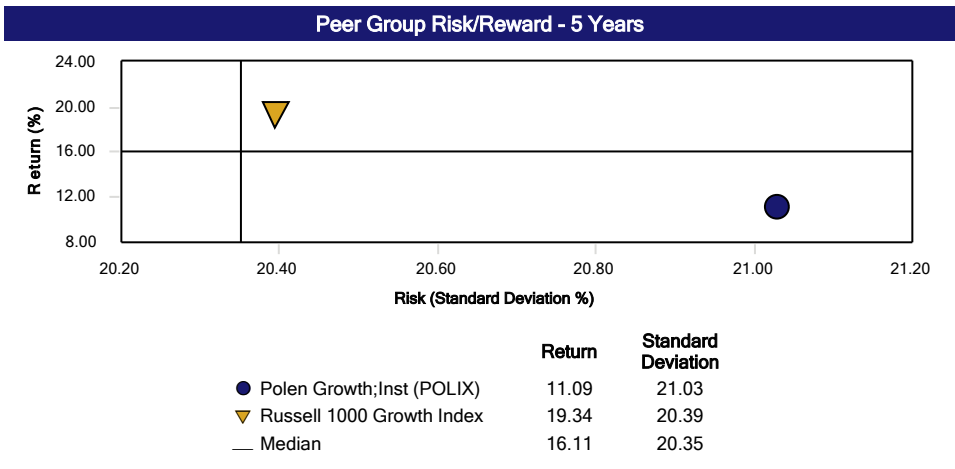 Peer Group Risk/Reward - 5 Years
24.00
20.00
16.00
12.00
8.00
R eturn (%)
20.20 20.40 20.60 20.80 21.00 21.20
Risk (Standard Deviation %)
Return Standard Deviation
Polen Growth;Inst (POLIX) 11.09 21.03
Russell 1000 Growth Index 19.34 20.39
Median 16.11 20.35